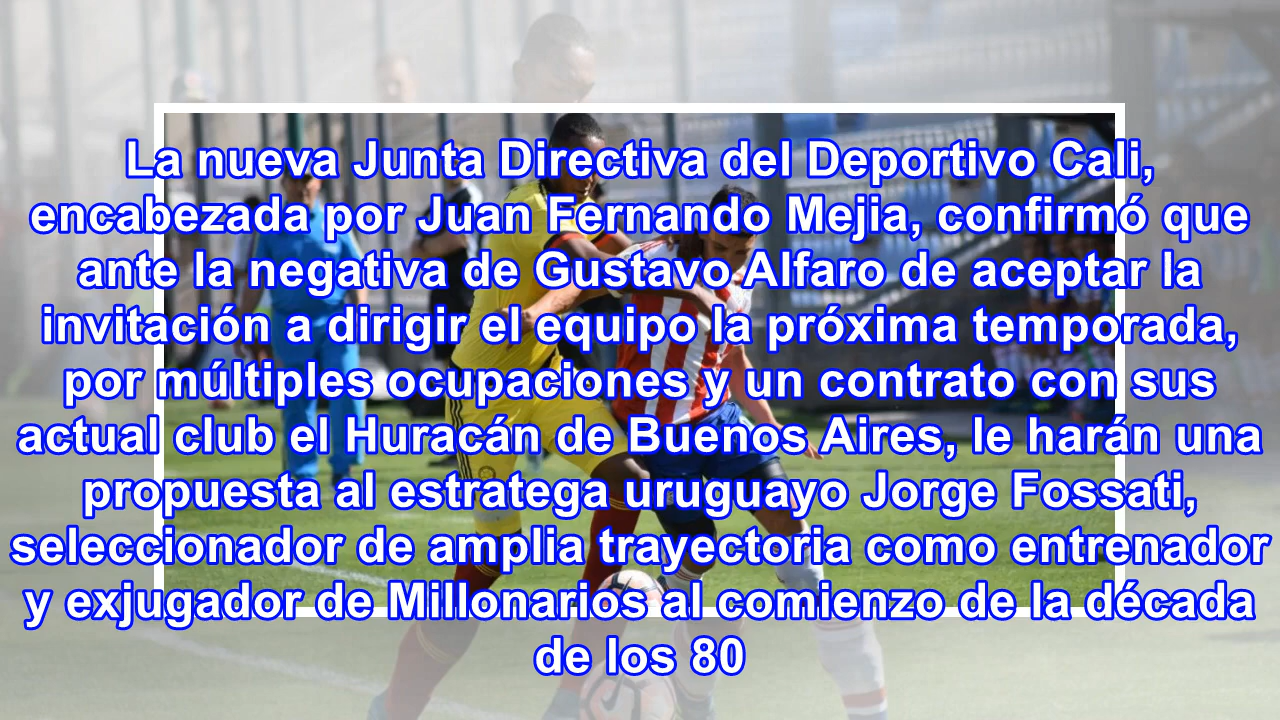 La nueva Junta Directiva del Deportivo Cali,
encabezada por Juan Fernando Mejia, confirmó que
ante la negativa de Gustavo Alfaro de aceptar la
invitación a dirigir el equipo la próxima temporada,
por múltiples ocupaciones y un contrato con sus
actual club el Huracán de Buenos Aires, le harán una
propuesta al estratega uruguayo Jorge Fossati,
seleccionador de amplia trayectoria como entrenador
y exjugador de Millonarios al comienzo de la década
de los 80